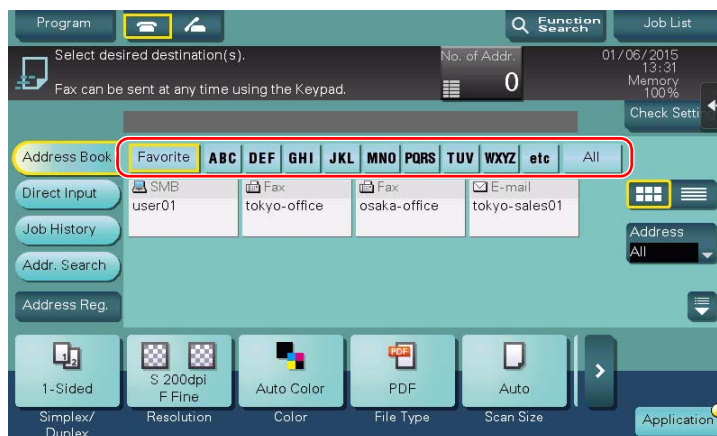 Program
Function
Search
Job List
Select desired destination(s).
Fax can be sent at any time using the Keypad.
No. of Addr.
0
01/06/2015
13:31
Memory
100%
Check Setti
Address Book
Favorite ABC DEF GHI JKL MNO PQRS TUV WXYZ etc All
Direct Input
Job History
Addr. Search
Address Reg.
SMB
user01
Fax
tokyo-office
Fax
osaka-office
E-mail
tokyo-sales01
Address
All
1 2
1-Sided
Simplex/
Duplex
S 200dpi
F Fine
Resolution
Auto Color
Color
PDF
PDF
File Type
Auto
Scan Size
Application